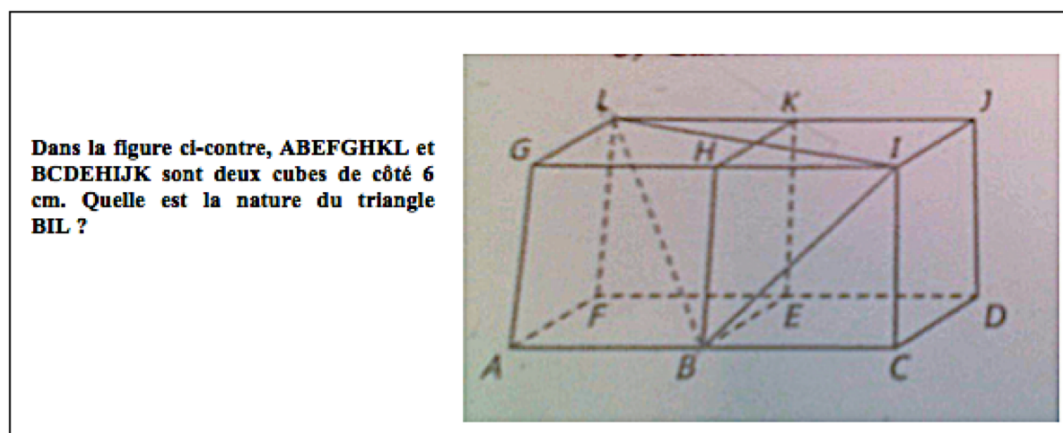 Dans la figure ci-contre, ABEFGHKL et
BCDEHIJK sont deux cubes de côté 6
cm. Quelle est la nature du triangle
BIL ?
L K J
G H I
F E D
A B C